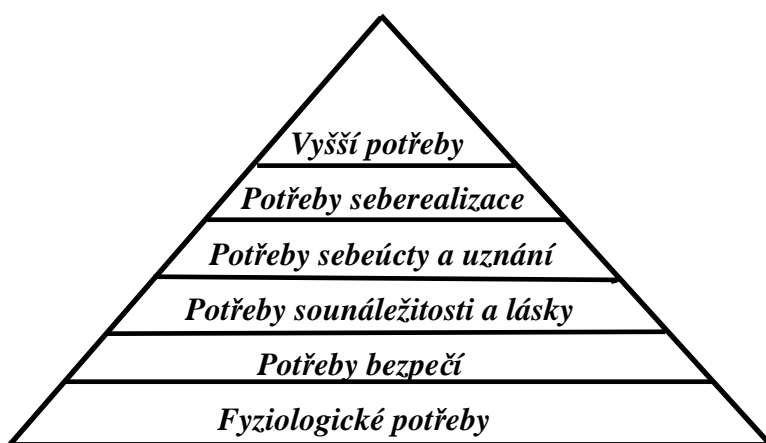 Vyšší potřeby
Potřeby seberealizace
Potřeby sebeúcty a uznání
Potřeby sounáležitosti a lásky
Potřeby bezpečí
Fyziologické potřeby